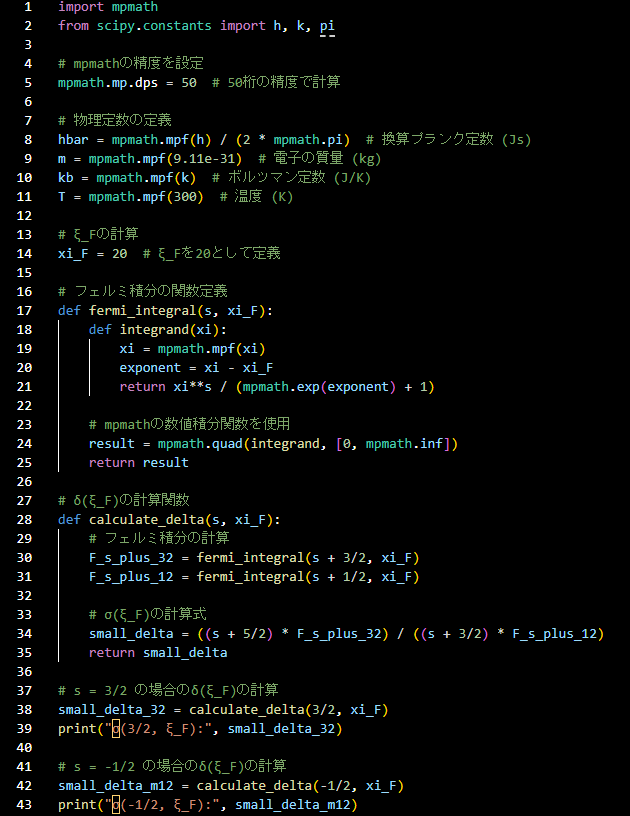 1 import mpmath
2 from scipy.constants import h, k, pi
3
4 # mpmathの精度を設定
5 mpmath.mp.dps = 50  # 50桁の精度で計算
6
7 # 物理定数の定義
8 hbar = mpmath.mpf(h) / (2 * mpmath.pi)  # 換算プランク定数 (Js)
9 m = mpmath.mpf(9.11e-31)  # 電子の質量 (kg)
10 kb = mpmath.mpf(k)  # ボルツマン定数 (J/K)
11 T = mpmath.mpf(300)  # 温度 (K)
12
13 # ξ_Fの計算
14 xi_F = 20  # ξ_Fを20として定義
15
16 # フェルミ積分の関数定義
17 def fermi_integral(s, xi_F):
18     def integrand(xi):
19         xi = mpmath.mpf(xi)
20         exponent = xi - xi_F
21         return xi**s / (mpmath.exp(exponent) + 1)
22
23     # mpmathの数値積分関数を使用
24     result = mpmath.quad(integrand, [0, mpmath.inf])
25     return result
26
27 # δ(ξ_F)の計算関数
28 def calculate_delta(s, xi_F):
29     # フェルミ積分の計算
30     F_s_plus_32 = fermi_integral(s + 3/2, xi_F)
31     F_s_plus_12 = fermi_integral(s + 1/2, xi_F)
32
33     # σ(ξ_F)の計算式
34     small_delta = ((s + 5/2) * F_s_plus_32) / ((s + 3/2) * F_s_plus_12)
35     return small_delta
36
37 # s = 3/2 の場合のδ(ξ_F)の計算
38 small_delta_32 = calculate_delta(3/2, xi_F)
39 print("σ(3/2, ξ_F):", small_delta_32)
40
41 # s = -1/2 の場合のδ(ξ_F)の計算
42 small_delta_m12 = calculate_delta(-1/2, xi_F)
43 print("σ(-1/2, ξ_F):", small_delta_m12)